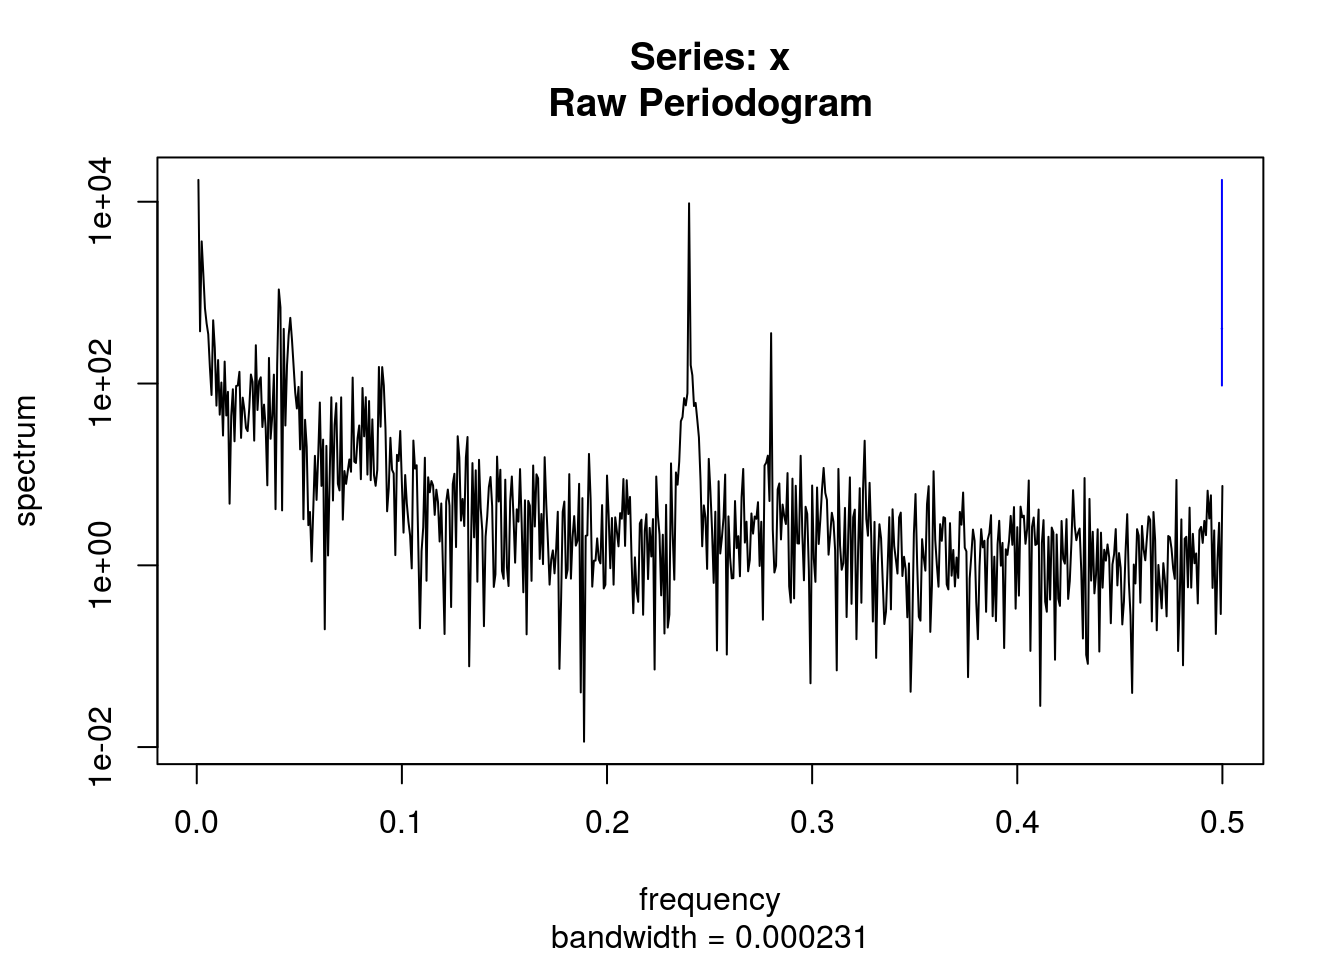 Series: x
Raw Periodogram
1e+04
1e+02
1e+00
1e-02
spectrum
0.0 0.1 0.2 0.3 0.4 0.5
frequency
bandwidth = 0.000231